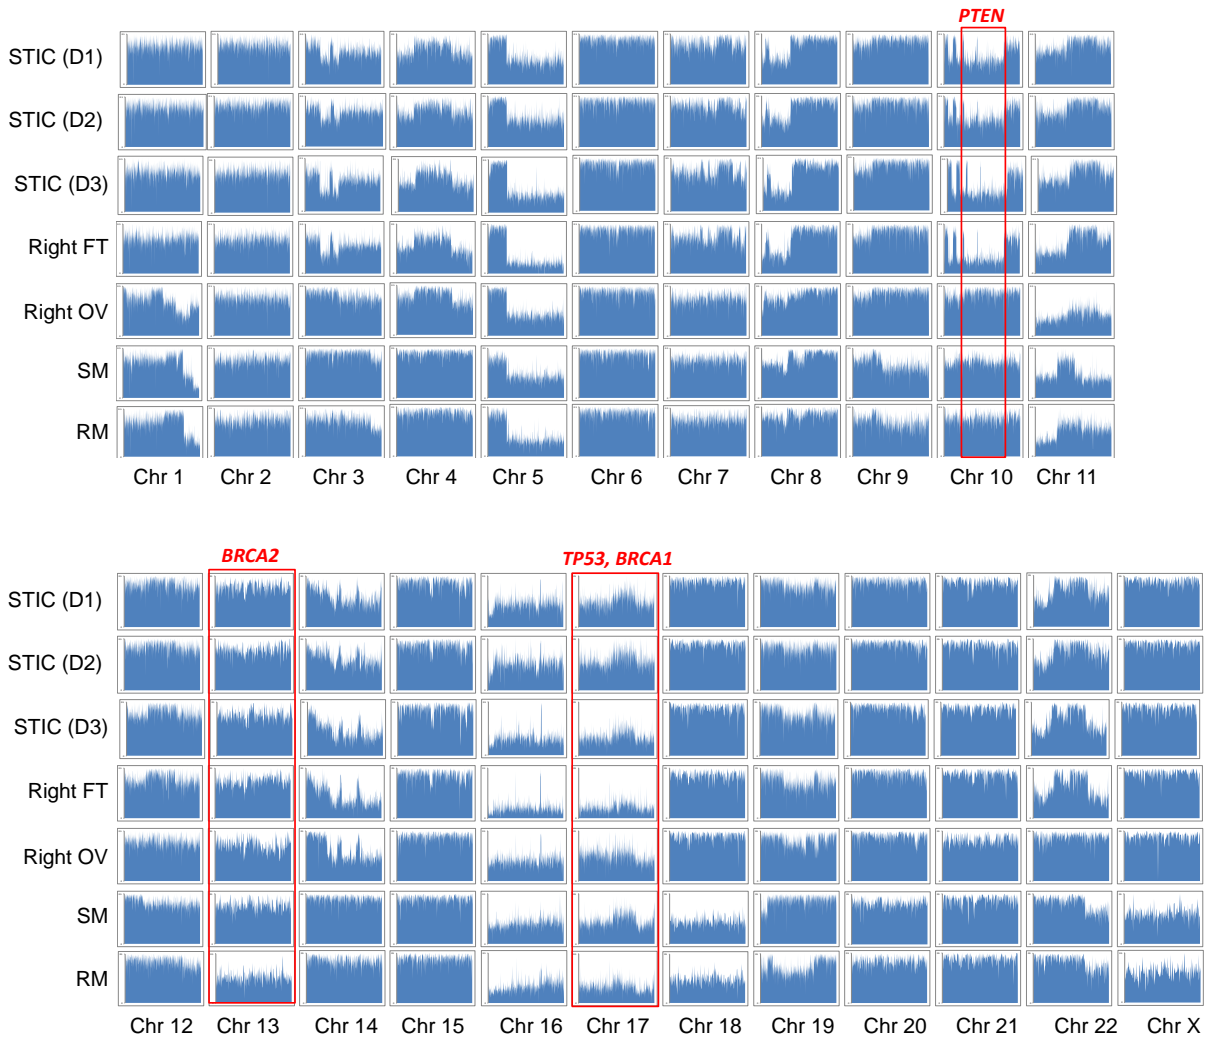 PTEN
STIC (D1)
STIC (D2)
STIC (D3)
Right FT
Right OV
SM
RM
Chr 1 Chr 2 Chr 3 Chr 4 Chr 5 Chr 6 Chr 7 Chr 8 Chr 9 Chr 10 Chr 11
BRCA2 TP53, BRCA1
STIC (D1)
STIC (D2)
STIC (D3)
Right FT
Right OV
SM
RM
Chr 12 Chr 13 Chr 14 Chr 15 Chr 16 Chr 17 Chr 18 Chr 19 Chr 20 Chr 21 Chr 22 Chr X